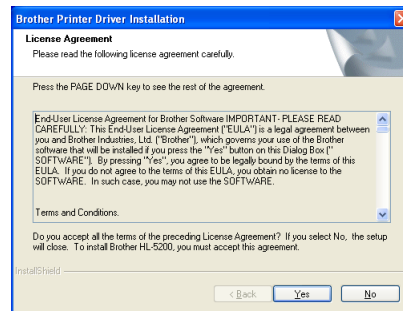 Brother Printer Driver Installation
License Agreement
Please read the following license agreement carefully.
Press the PAGE DOWN key to see the rest of the agreement.
End-User License Agreement for Brother Software IMPORTANT- PLEASE READ
CAREFULLY: This End-User License Agreement ("EULA") is a legal agreement between
you and Brother Industries, Ltd. ("Brother"), which governs your use of the Brother
software that will be installed if you press the "Yes" button on this Dialog Box ("
SOFTWARE"). By pressing "Yes", you agree to be legally bound by the terms of this
EULA. If you do not agree to the terms of this EULA, you obtain no license to the
SOFTWARE. In such case, you may not use the SOFTWARE.
Terms and Conditions.
Do you accept all the terms of the preceding License Agreement? If you select No, the setup
will close. To install Brother HL-5200, you must accept this agreement.
InstallShield
< Back Yes No